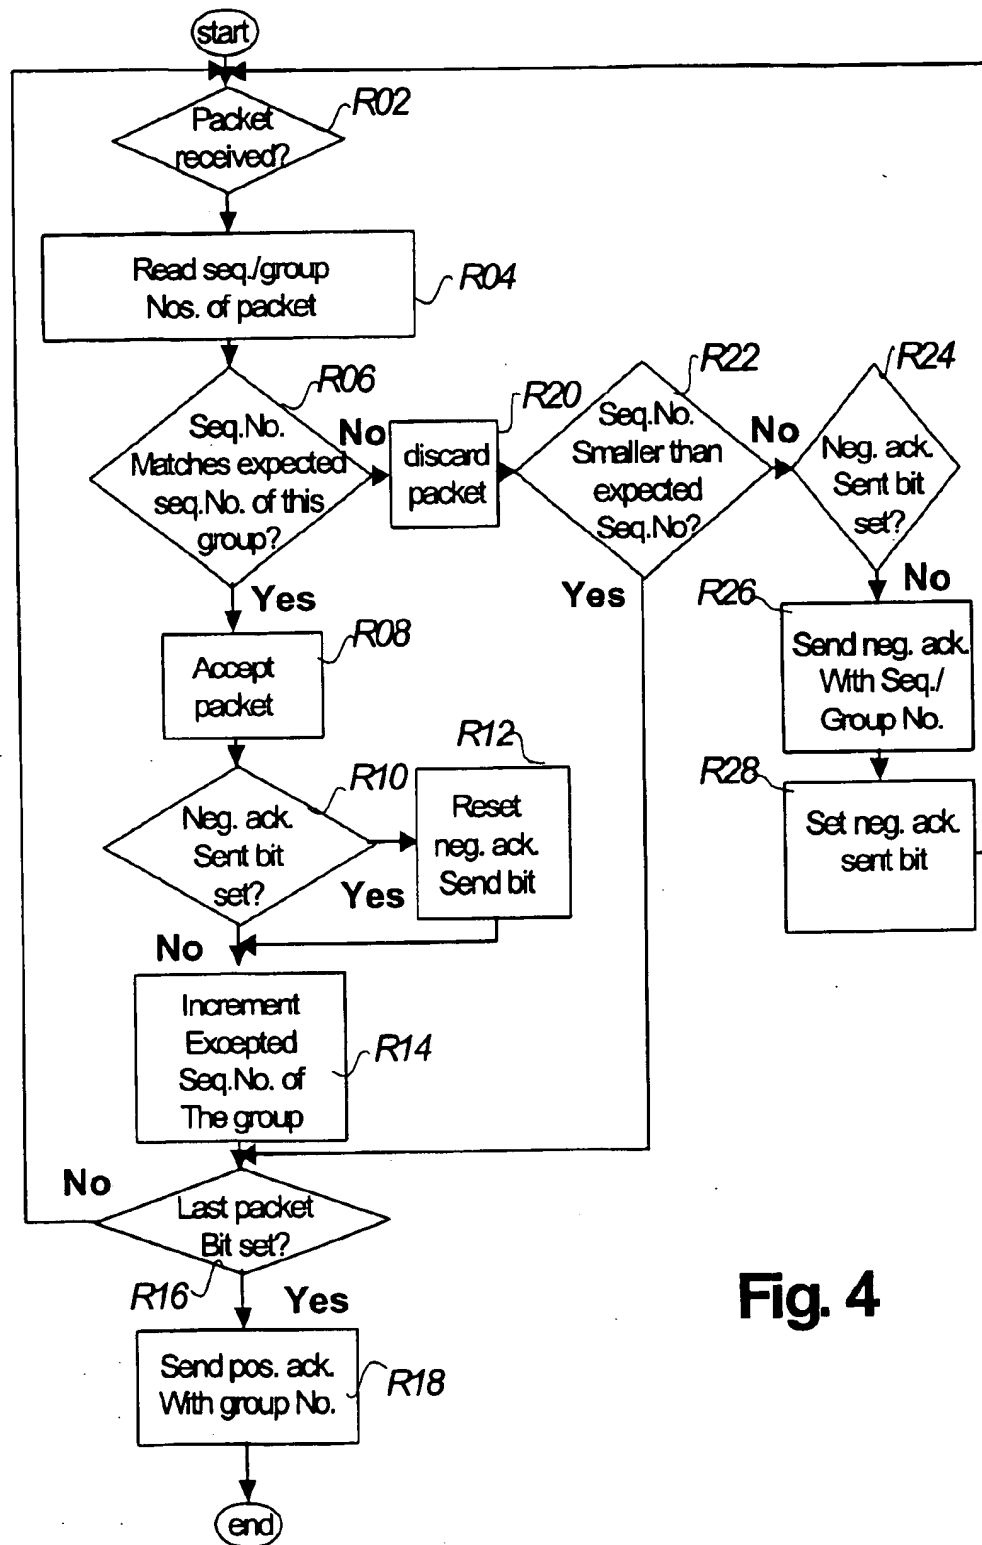 start
Packet
received?
R02
Read seq./group
Nos. of packet
R04
Seq.No.
Matches expected
seq.No. of this
group?
R06
No
Yes
discard
packet
R20
Seq.No.
Smaller than
expected
Seq.No?
R22
No
Yes
Neg. ack.
Sent bit
set?
R24
No
Send neg. ack.
With Seq./
Group No.
R26
Set neg. ack.
sent bit
R28
Accept
packet
R08
Neg. ack.
Sent bit
set?
R10
Yes
No
Reset
neg. ack.
Send bit
R12
Increment
Excepted
Seq.No. of
The group
R14
Last packet
Bit set?
R16
No
Yes
Send pos. ack.
With group No.
R18
end
Fig. 4